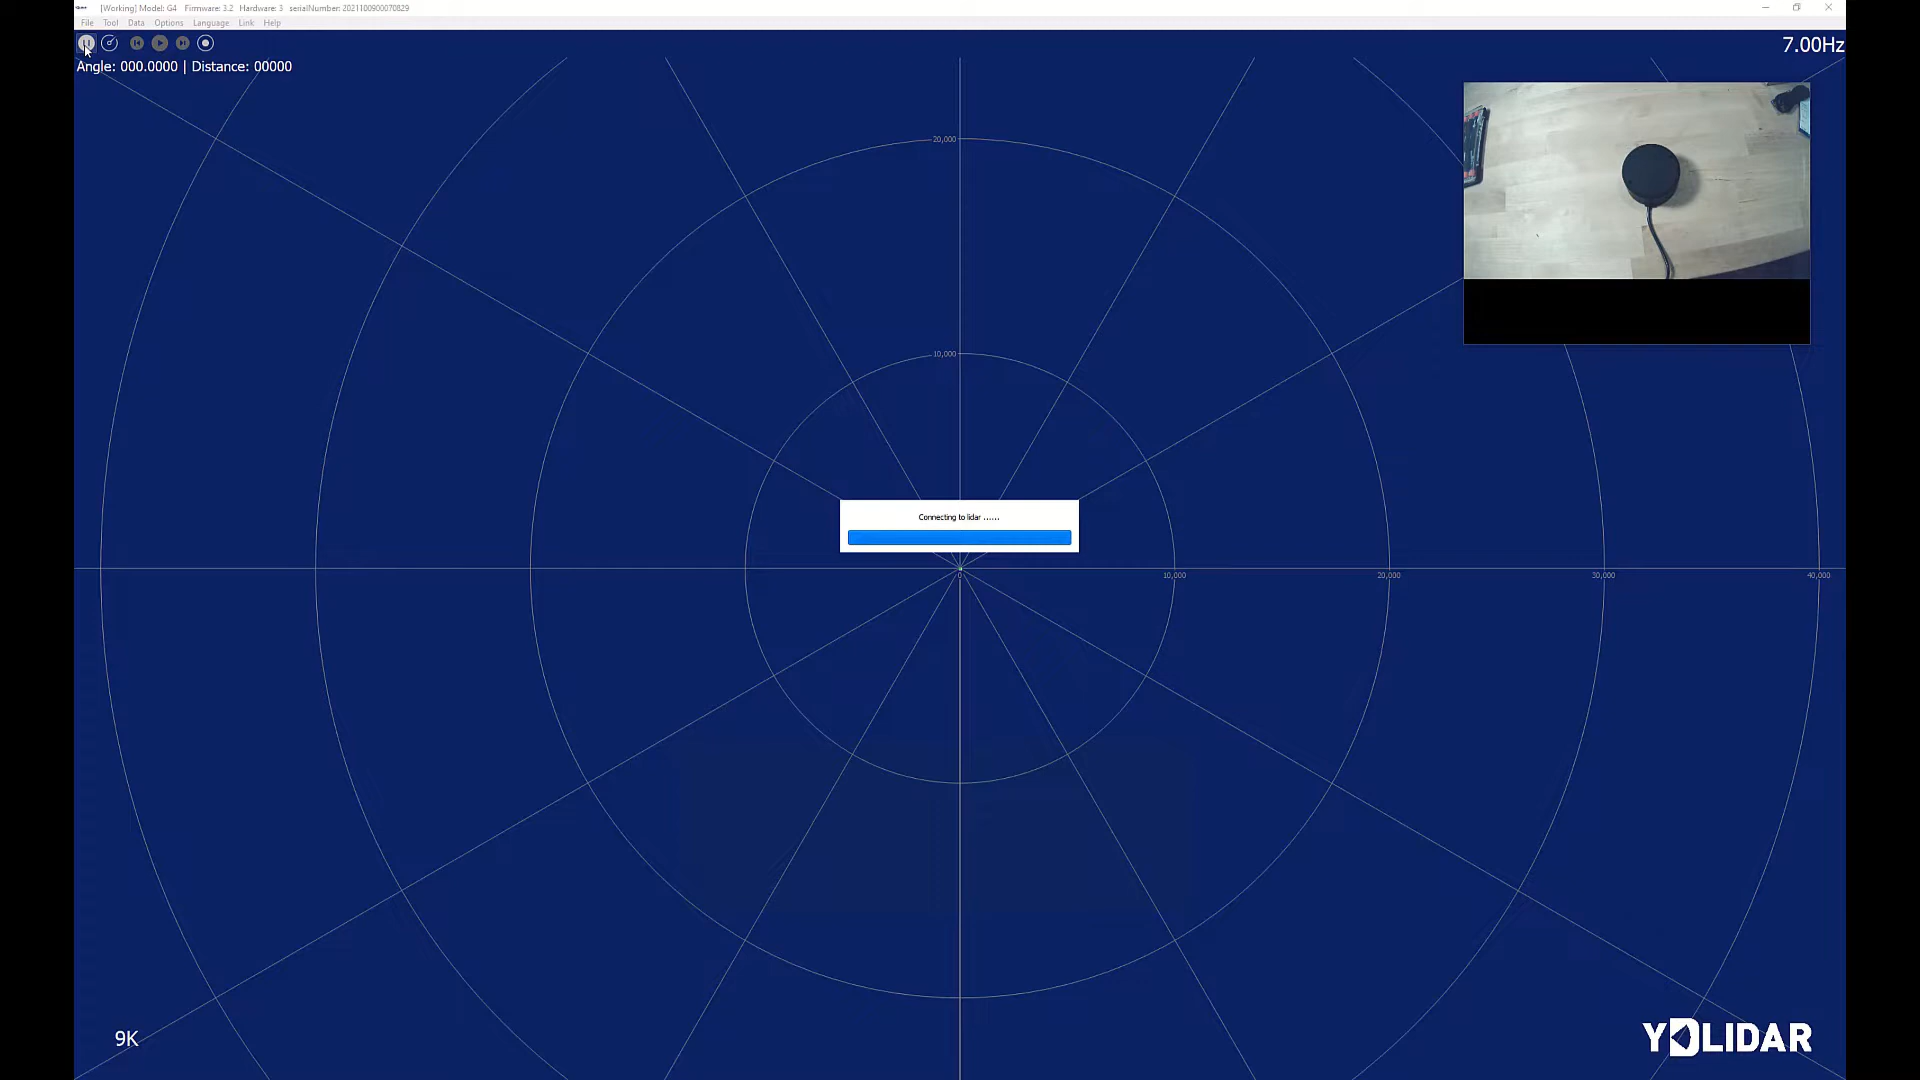 [Working] Model: G4 Firmware: 3.2 Hardware: 3 serialNumber: 2021100900070829
File Tool Data Options Language Link Help
7.00Hz
Angle: 000.0000 | Distance: 00000
20,000
10,000
Connecting to lidar ......
0 10,000 20,000 30,000 40,000
9K
YDLIDAR